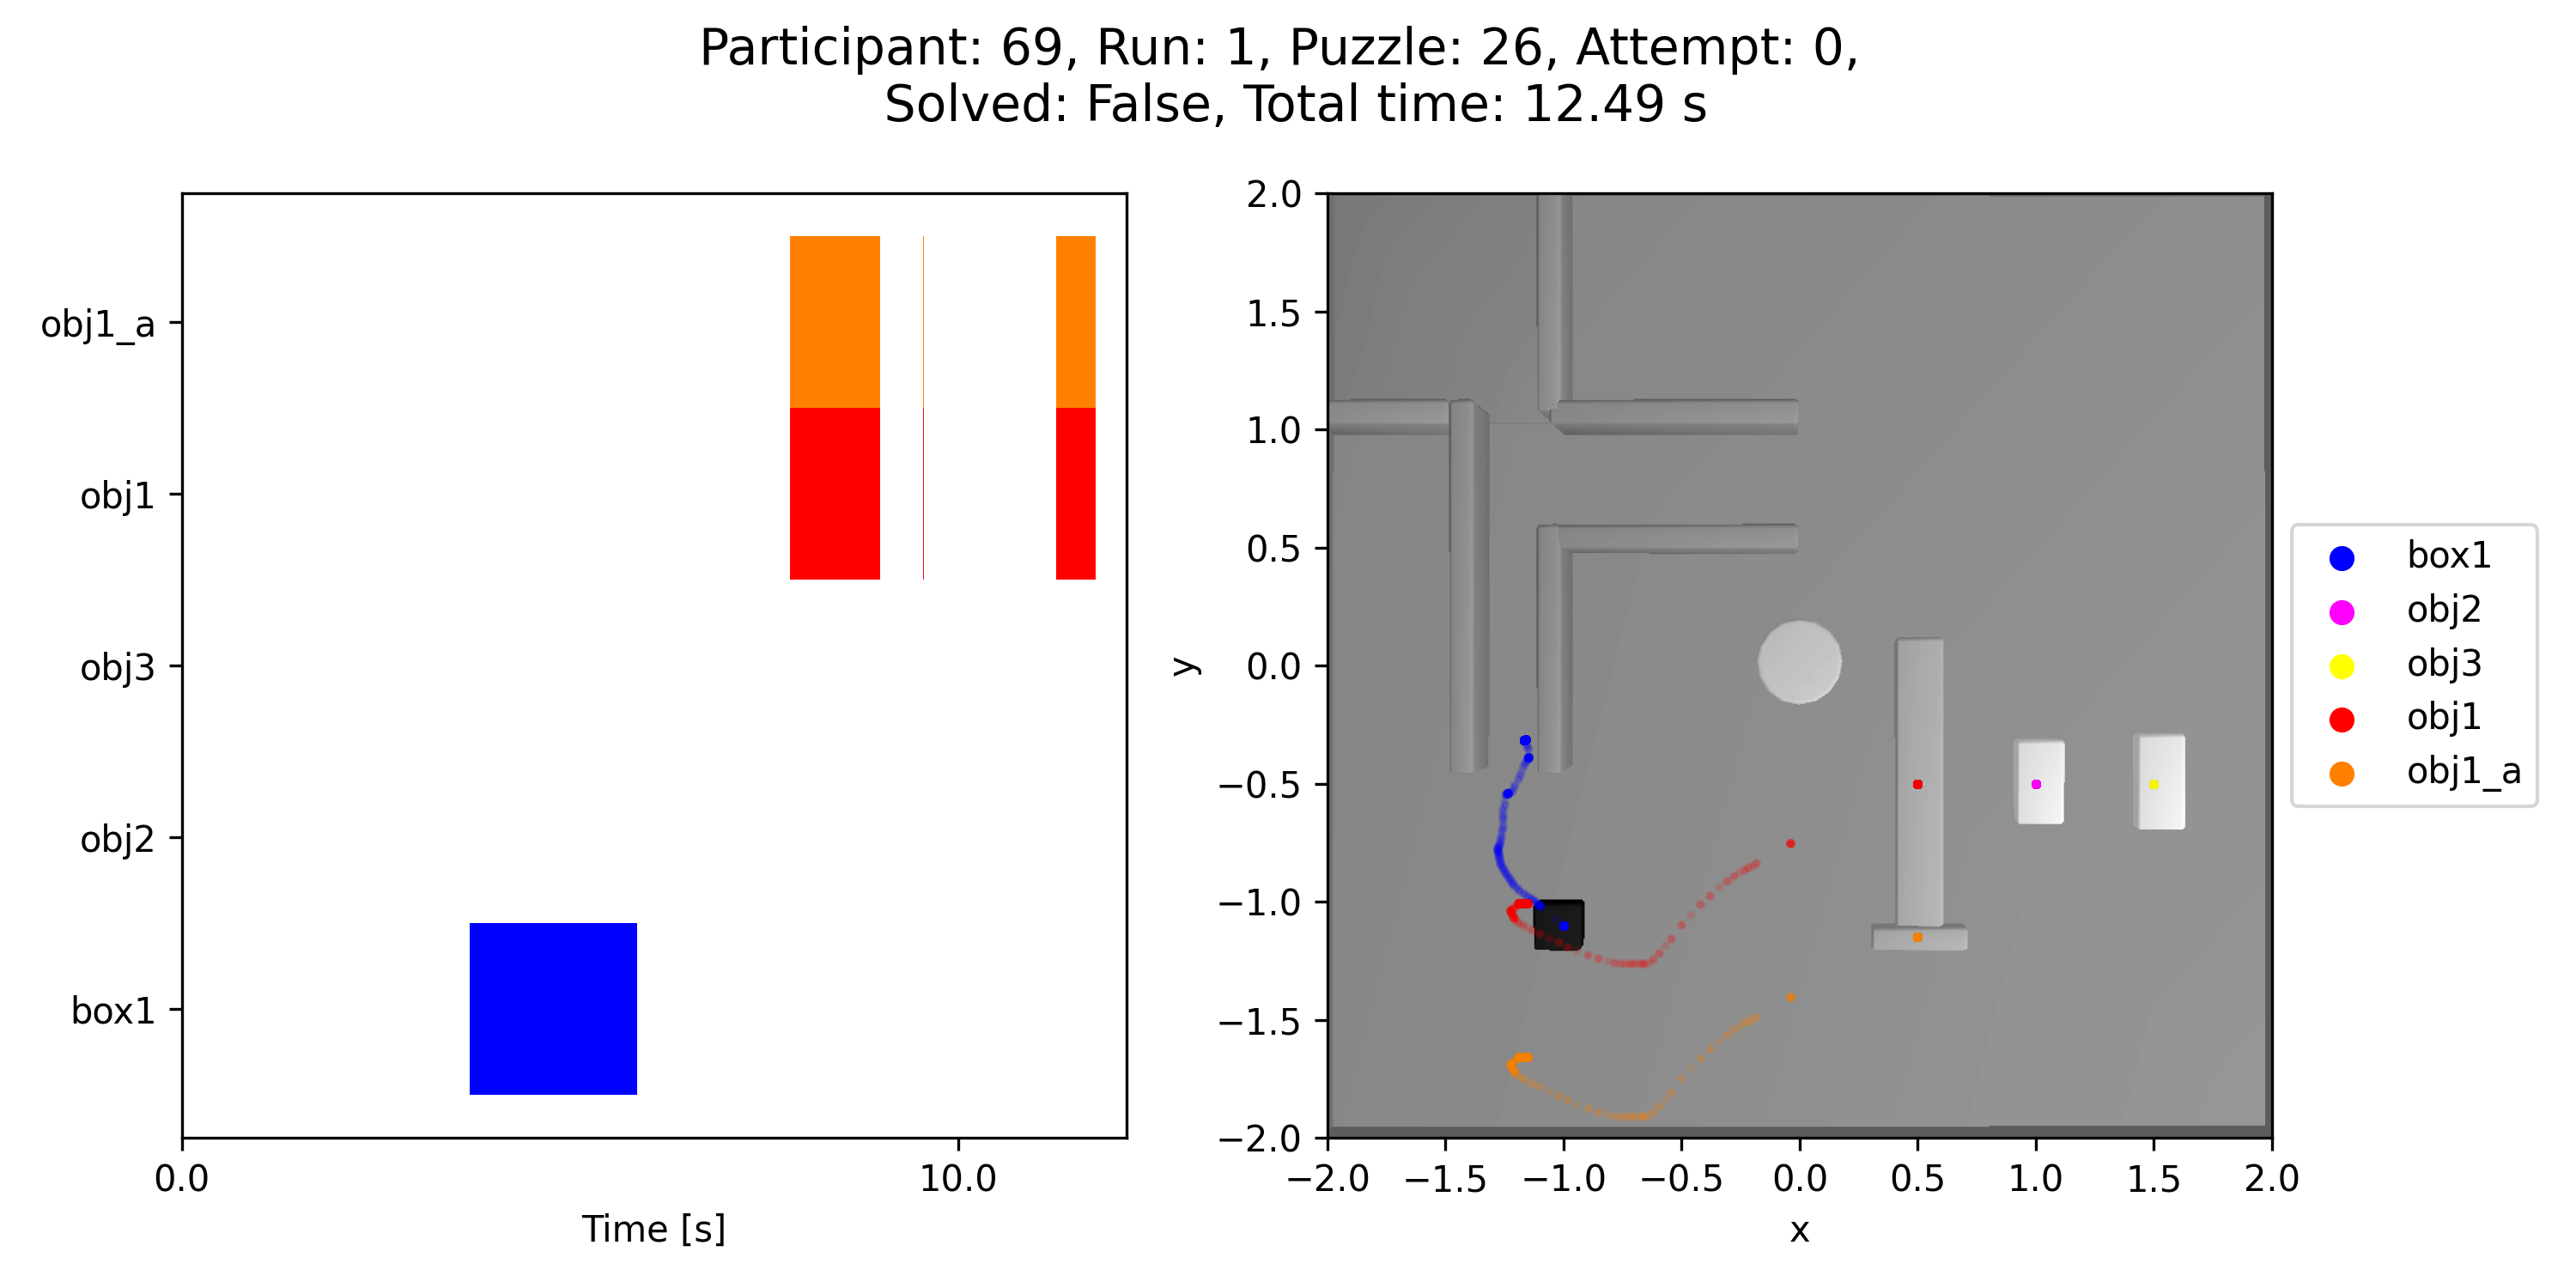 Participant: 69, Run: 1, Puzzle: 26, Attempt: 0,
Solved: False, Total time: 12.49 s
obj1_a
obj1
obj3
obj2
box1
0.0
10.0
Time [s]
2.0
1.5
1.0
0.5
0.0
−0.5
−1.0
−1.5
−2.0
y
−2.0
−1.5
−1.0
−0.5
0.0
0.5
1.0
1.5
2.0
x
box1
obj2
obj3
obj1
obj1_a